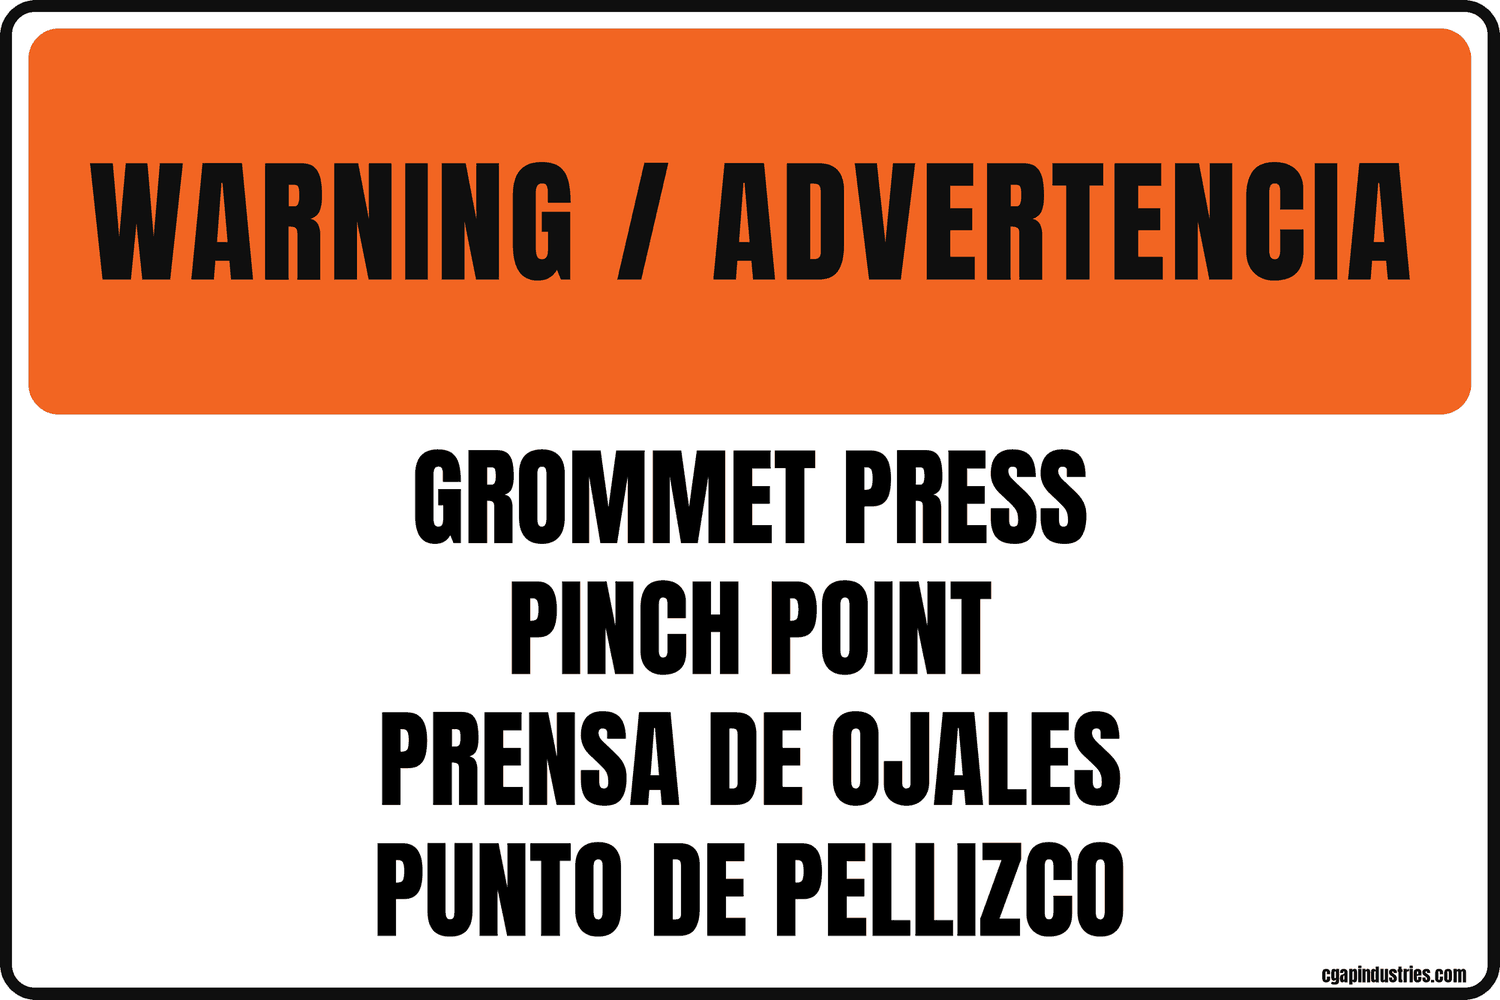 WARNING / ADVERTENCIA
GROMMET PRESS
PINCH POINT
PRENSA DE OJALES
PUNTO DE PELLIZCO
cgapindustries.com